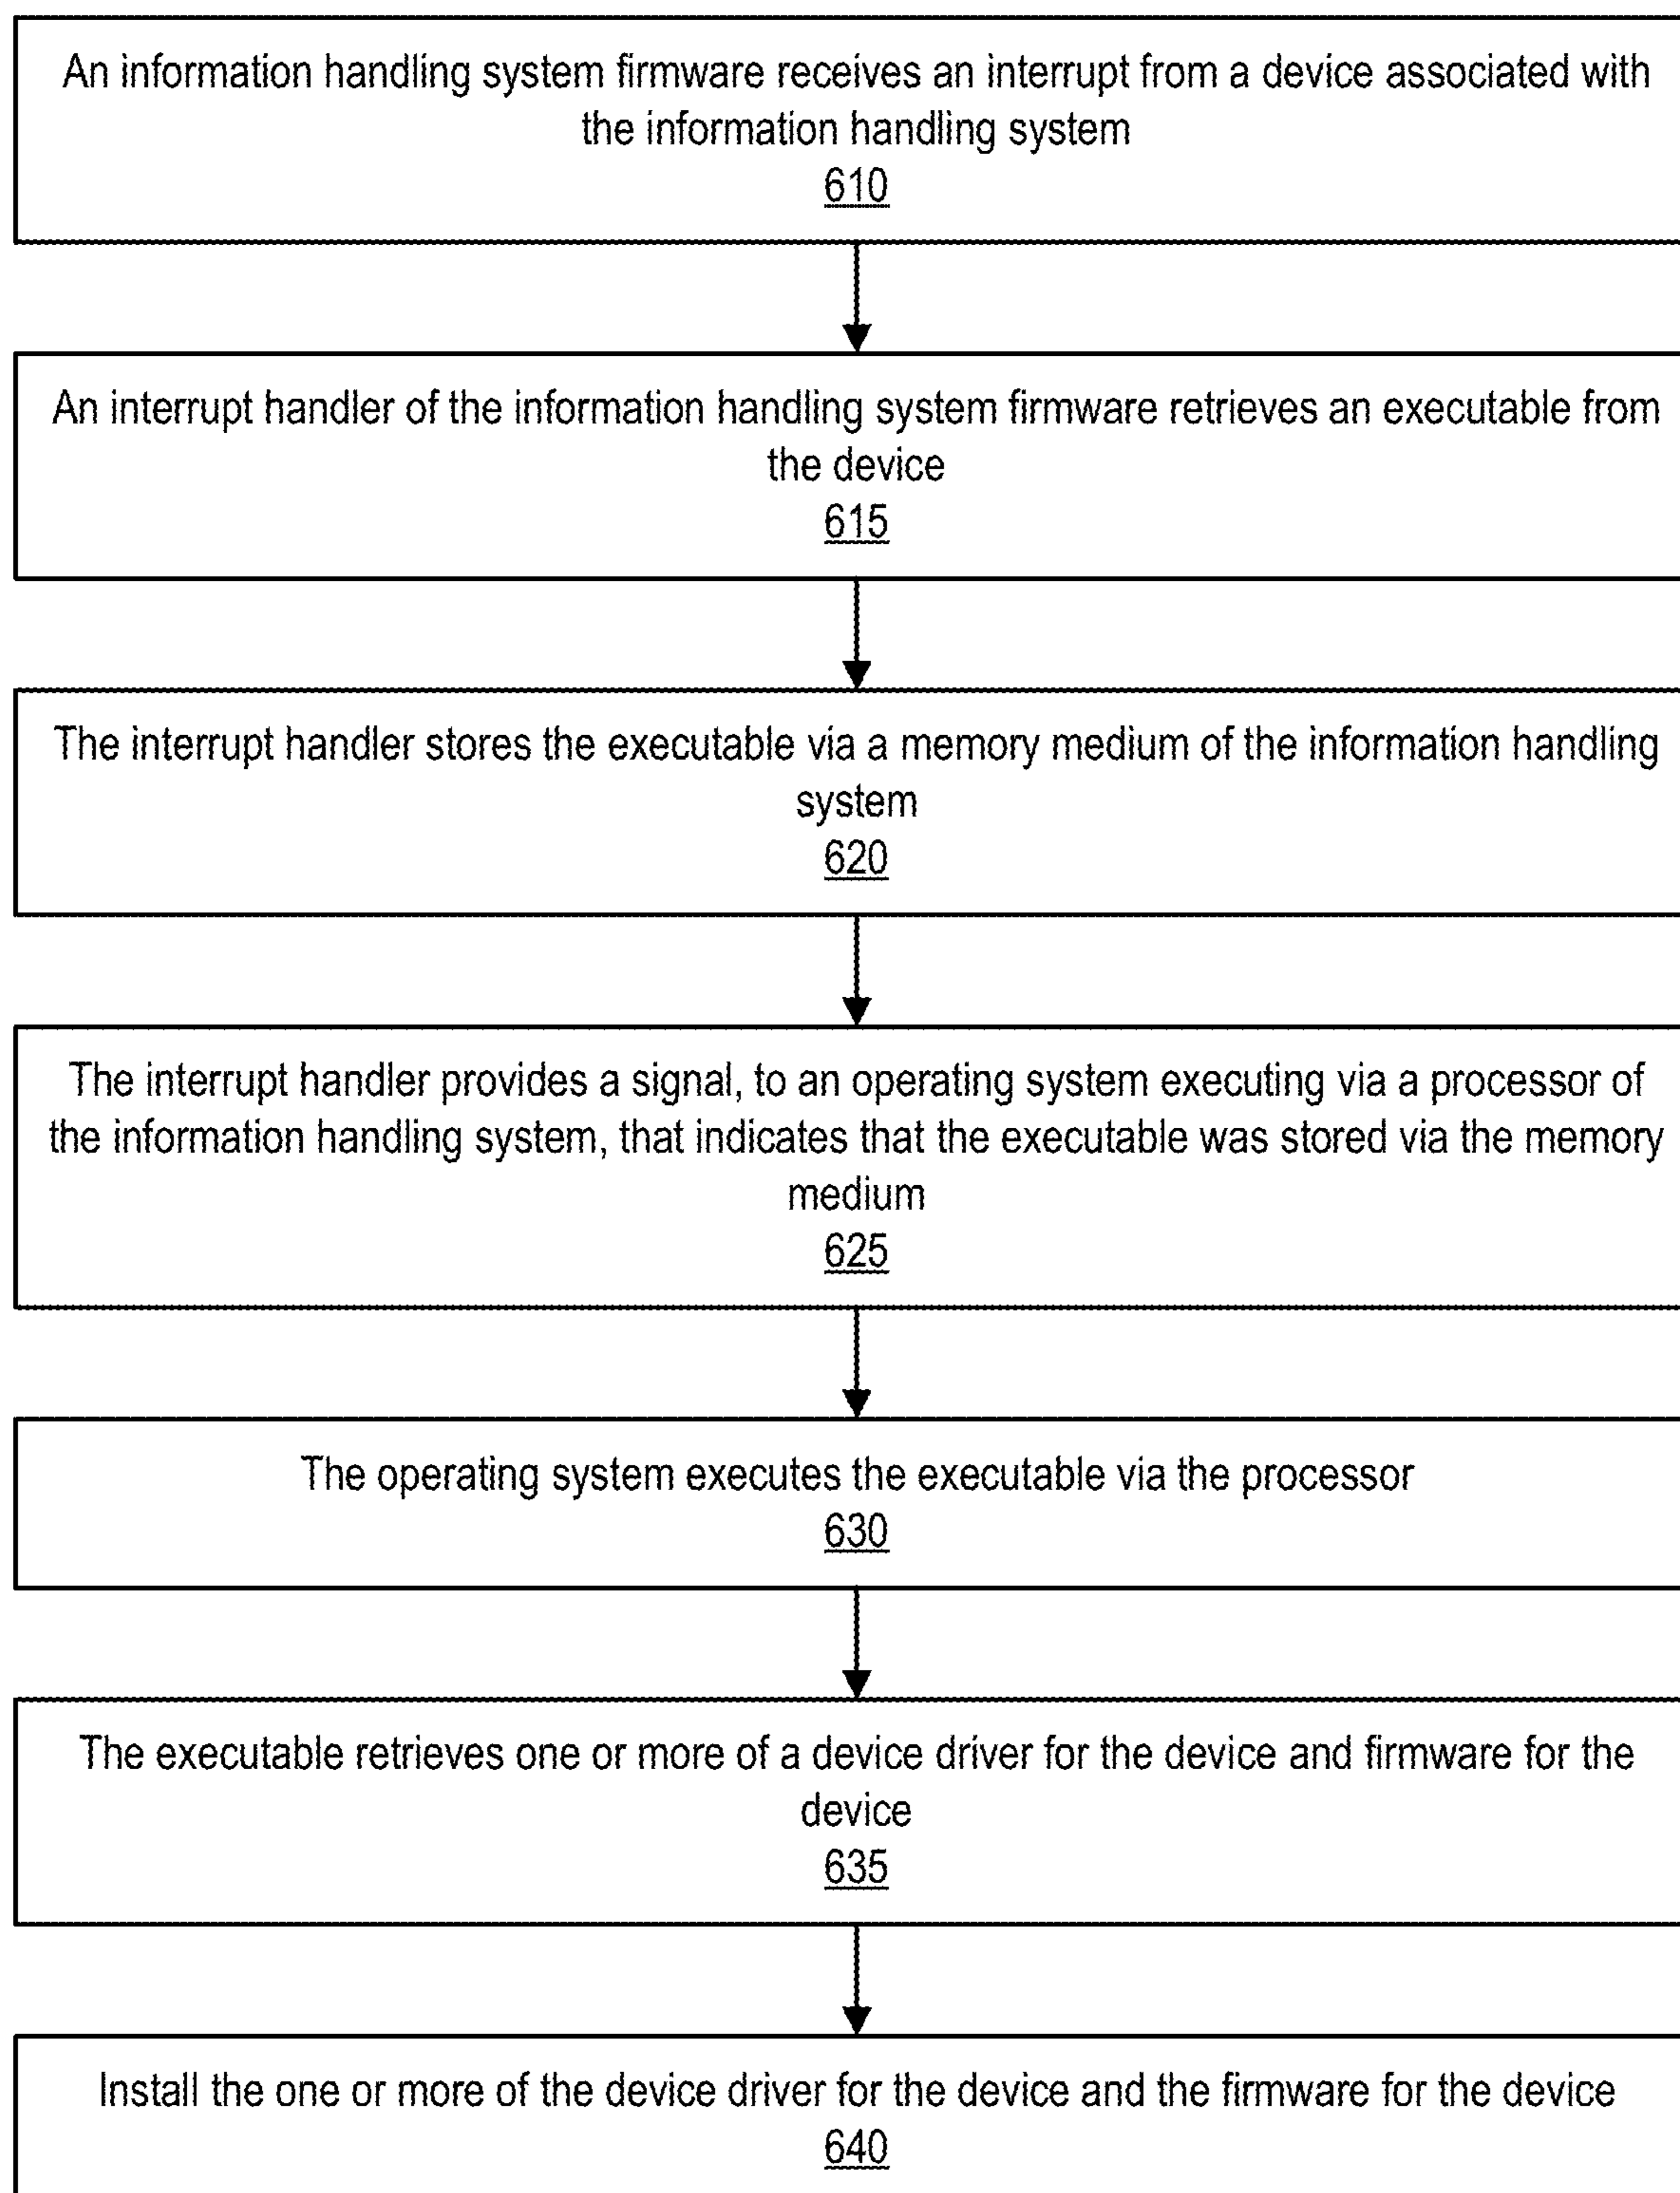 An information handling system firmware receives an interrupt from a device associated with
the information handling system
610
An interrupt handler of the information handling system firmware retrieves an executable from
the device
615
The interrupt handler stores the executable via a memory medium of the information handling
system
620
The interrupt handler provides a signal, to an operating system executing via a processor of
the information handling system, that indicates that the executable was stored via the memory
medium
625
The operating system executes the executable via the processor
630
The executable retrieves one or more of a device driver for the device and firmware for the
device
635
Install the one or more of the device driver for the device and the firmware for the device
640